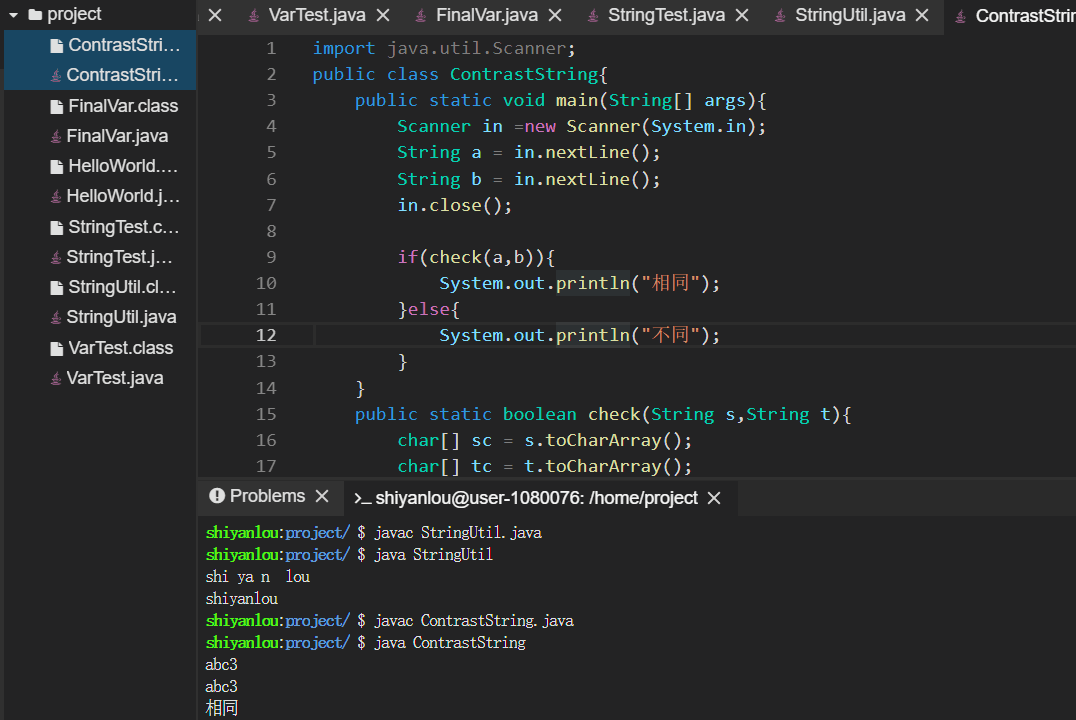 project
ContrastStri...
ContrastStri...
FinalVar.class
FinalVar.java
HelloWorld....
HelloWorld.j...
StringTest.c...
StringTest.j...
StringUtil.cl...
StringUtil.java
VarTest.class
VarTest.java
VarTest.java FinalVar.java StringTest.java StringUtil.java ContrastStrin
1 import java.util.Scanner;
2 public class ContrastString{
3 public static void main(String[] args){
4 Scanner in =new Scanner(System.in);
5 String a = in.nextLine();
6 String b = in.nextLine();
7 in.close();
8
9 if(check(a,b)){
10 System.out.println("相同");
11 }else{
12 System.out.println("不同");
13 }
14 }
15 public static boolean check(String s,String t){
16 char[] sc = s.toCharArray();
17 char[] tc = t.toCharArray();
Problems >_ shiyanlou@user-1080076: /home/project
shiyanlou:project/ $ javac StringUtil.java
shiyanlou:project/ $ java StringUtil
shi ya n  lou
shiyanlou
shiyanlou:project/ $ javac ContrastString.java
shiyanlou:project/ $ java ContrastString
abc3
abc3
相同